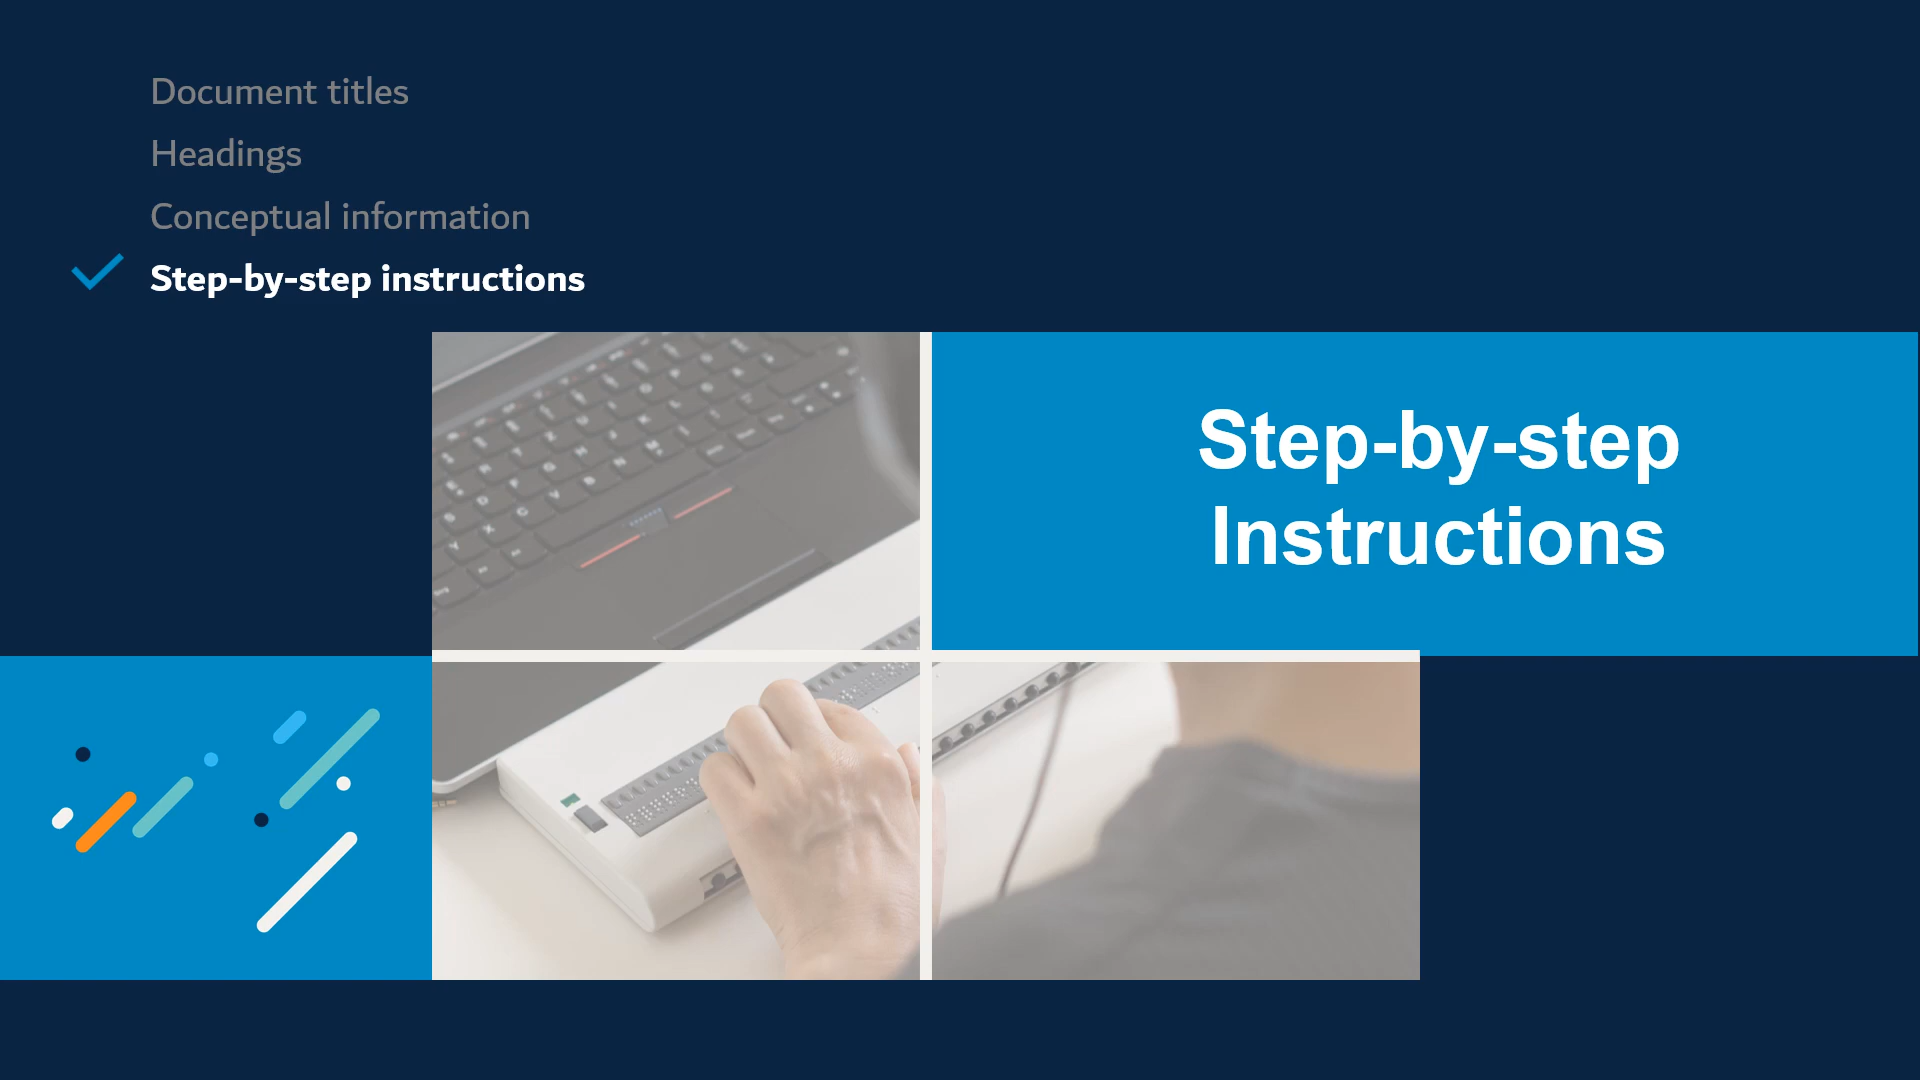 Document titles
Headings
Conceptual information
Step-by-step instructions
Step-by-step
Instructions